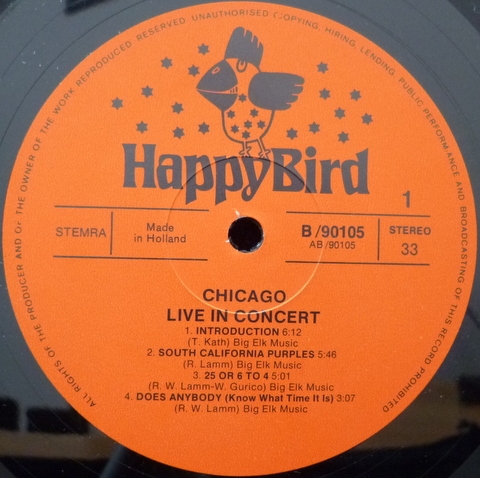 ALL RIGHTS OF THE PRODUCER AND OF THE OWNER OF THE WORK REPRODUCED RESERVED UNAUTHORISED COPYING, HIRING, LENDING, PUBLIC PERFORMANCE AND BROADCASTING OF THIS RECORD PROHIBITED
HappyBird
1
STEMRA
Made
in Holland
B/90105
AB/90105
STEREO
33
CHICAGO
LIVE IN CONCERT
1. INTRODUCTION 6:12
(T. Kath) Big Elk Music
2. SOUTH CALIFORNIA PURPLES 5:46
(R. Lamm) Big Elk Music
3. 25 OR 6 TO 4 5:01
(R. W. Lamm-W. Gurico) Big Elk Music
4. DOES ANYBODY (Know What Time It Is) 3:07
(R. W. Lamm) Big Elk Music